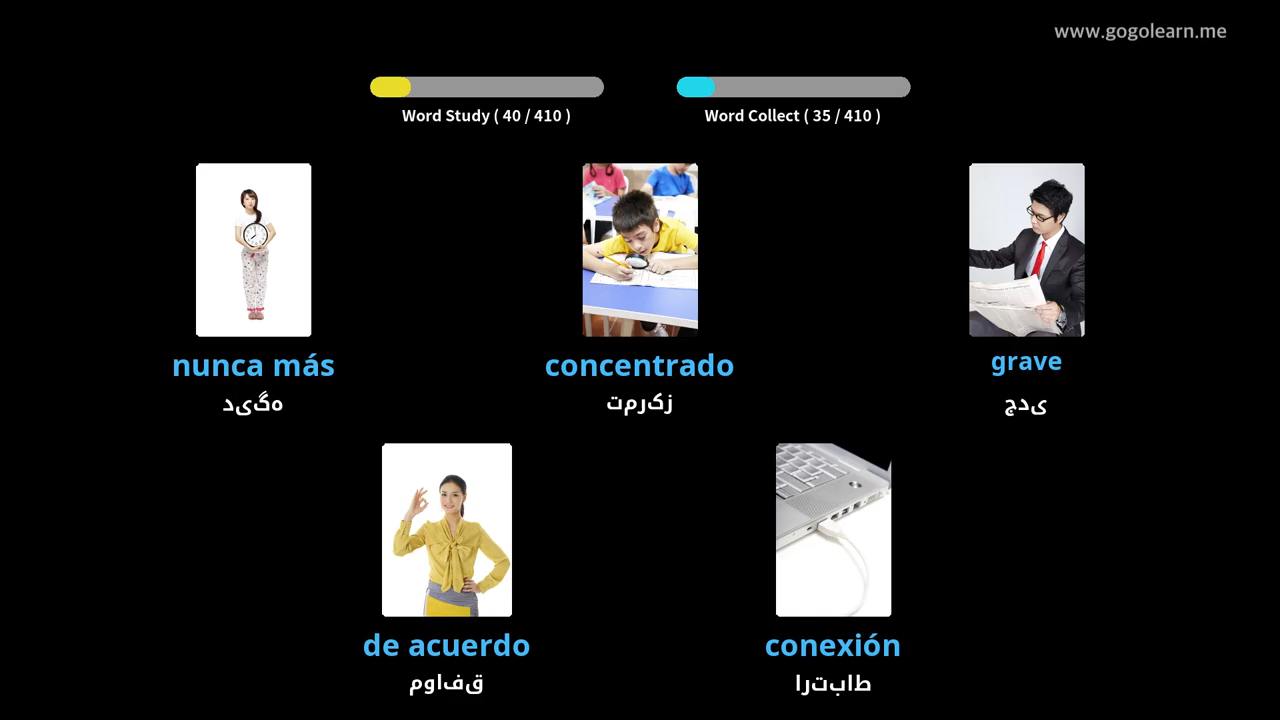 www.gogolearn.me
Word Study ( 40 / 410 )
Word Collect ( 35 / 410 )
nunca más
دیگه
concentrado
تمرکز
grave
جدی
de acuerdo
موافق
conexión
ارتباط